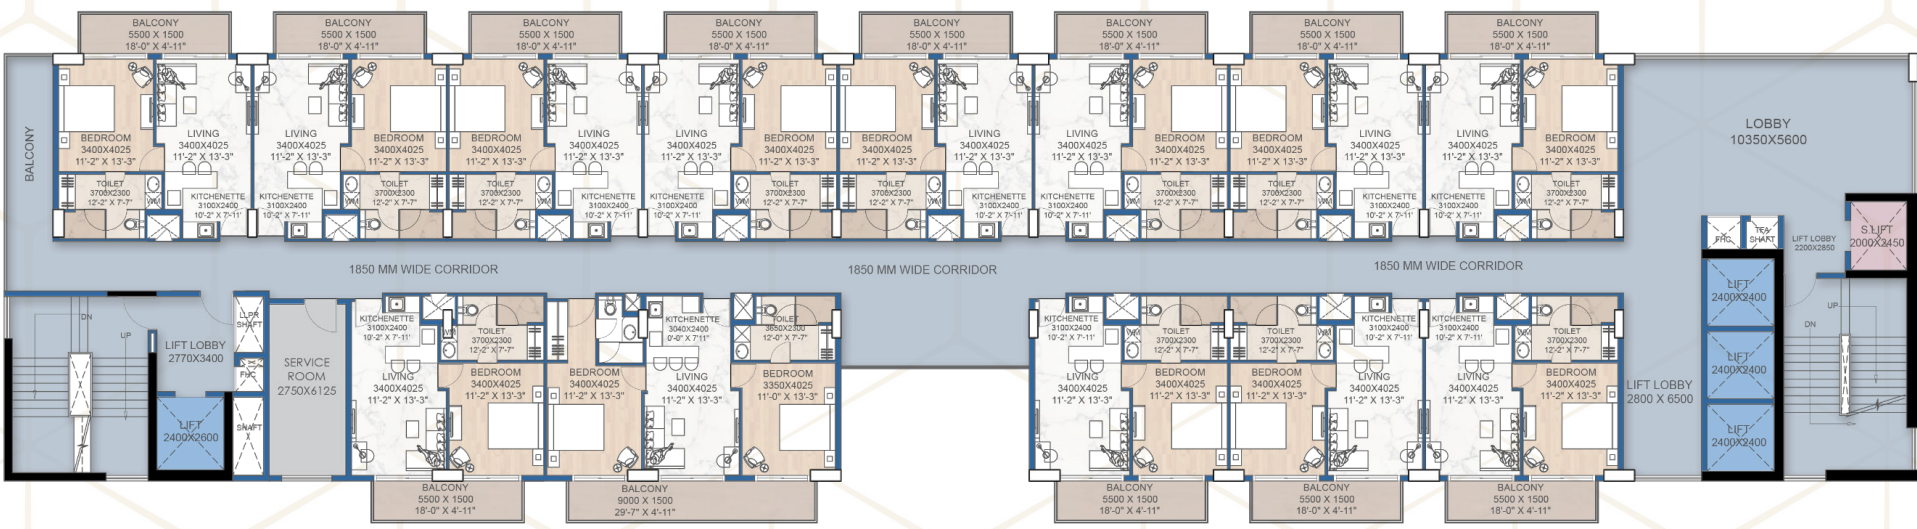 BALCONY
5500 X 1500
18'-0" X 4'-11"
BALCONY
5500 X 1500
18'-0" X 4'-11"
BALCONY
5500 X 1500
18'-0" X 4'-11"
BALCONY
5500 X 1500
18'-0" X 4'-11"
BALCONY
5500 X 1500
18'-0" X 4'-11"
BALCONY
5500 X 1500
18'-0" X 4'-11"
BALCONY
5500 X 1500
18'-0" X 4'-11"
BALCONY
5500 X 1500
18'-0" X 4'-11"
BALCONY
BEDROOM
3400X4025
11'-2" X 13'-3"
LIVING
3400X4025
11'-2" X 13'-3"
LIVING
3400X4025
11'-2" X 13'-3"
BEDROOM
3400X4025
11'-2" X 13'-3"
BEDROOM
3400X4025
11'-2" X 13'-3"
LIVING
3400X4025
11'-2" X 13'-3"
LIVING
3400X4025
11'-2" X 13'-3"
BEDROOM
3400X4025
11'-2" X 13'-3"
BEDROOM
3400X4025
11'-2" X 13'-3"
LIVING
3400X4025
11'-2" X 13'-3"
LIVING
3400X4025
11'-2" X 13'-3"
BEDROOM
3400X4025
11'-2" X 13'-3"
BEDROOM
3400X4025
11'-2" X 13'-3"
LIVING
3400X4025
11'-2" X 13'-3"
LIVING
3400X4025
11'-2" X 13'-3"
BEDROOM
3400X4025
11'-2" X 13'-3"
LOBBY
10350X5600
TOILET
3700X2300
12'-2" X 7'-7"
WM
KITCHENETTE
3100X2400
10'-2" X 7'-11"
KITCHENETTE
3100X2400
10'-2" X 7'-11"
WM
TOILET
3700X2300
12'-2" X 7'-7"
TOILET
3700X2300
12'-2" X 7'-7"
WM
KITCHENETTE
3100X2400
10'-2" X 7'-11"
KITCHENETTE
3100X2400
10'-2" X 7'-11"
WM
TOILET
3700X2300
12'-2" X 7'-7"
TOILET
3700X2300
12'-2" X 7'-7"
WM
KITCHENETTE
3100X2400
10'-2" X 7'-11"
KITCHENETTE
3100X2400
10'-2" X 7'-11"
WM
TOILET
3700X2300
12'-2" X 7'-7"
TOILET
3700X2300
12'-2" X 7'-7"
WM
KITCHENETTE
3100X2400
10'-2" X 7'-11"
KITCHENETTE
3100X2400
10'-2" X 7'-11"
WM
TOILET
3700X2300
12'-2" X 7'-7"
FHC
SHAFT
LIFT LOBBY
2200X2850
S.LIFT
2000X2450
1850 MM WIDE CORRIDOR
1850 MM WIDE CORRIDOR
1850 MM WIDE CORRIDOR
DN
UP
LIFT LOBBY
2770X3400
SHAFT
FHC
SHAFT
LIFT
2400X2600
SERVICE
ROOM
2750X6125
KITCHENETTE
3100X2400
10'-2" X 7'-11"
WM
TOILET
3700X2300
12'-2" X 7'-7"
KITCHENETTE
3040X2400
0'-0" X 7'11"
TOILET
3650X2300
12'-0" X 7'-7"
LIVING
3400X4025
11'-2" X 13'-3"
BEDROOM
3400X4025
11'-2" X 13'-3"
BEDROOM
3400X4025
11'-2" X 13'-3"
LIVING
3400X4025
11'-2" X 13'-3"
BEDROOM
3350X4025
11'-0" X 13'-3"
BALCONY
5500 X 1500
18'-0" X 4'-11"
BALCONY
9000 X 1500
29'-7" X 4'-11"
KITCHENETTE
3100X2400
10'-2" X 7'-11"
WM
TOILET
3700X2300
12'-2" X 7'-7"
TOILET
3700X2300
12'-2" X 7'-7"
WM
KITCHENETTE
3100X2400
10'-2" X 7'-11"
KITCHENETTE
3100X2400
10'-2" X 7'-11"
WM
TOILET
3700X2300
12'-2" X 7'-7"
LIVING
3400X4025
11'-2" X 13'-3"
BEDROOM
3400X4025
11'-2" X 13'-3"
BEDROOM
3400X4025
11'-2" X 13'-3"
LIVING
3400X4025
11'-2" X 13'-3"
LIVING
3400X4025
11'-2" X 13'-3"
BEDROOM
3400X4025
11'-2" X 13'-3"
BALCONY
5500 X 1500
18'-0" X 4'-11"
BALCONY
5500 X 1500
18'-0" X 4'-11"
BALCONY
5500 X 1500
18'-0" X 4'-11"
LIFT LOBBY
2800 X 6500
LIFT
2400X2400
LIFT
2400X2400
LIFT
2400X2400
UP
DN